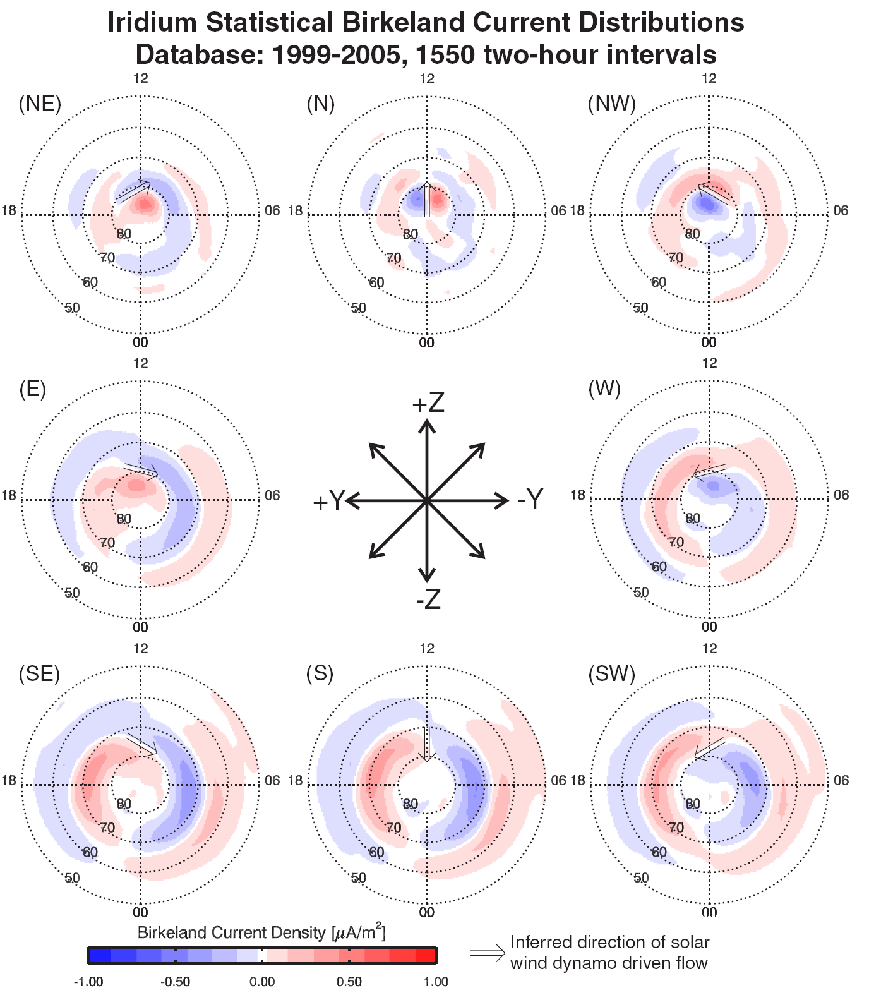 Iridium Statistical Birkeland Current Distributions
Database: 1999-2005, 1550 two-hour intervals
12 12 12
(NE) (N) (NW)
18 06 18 06 18 06
80 80 80
70 70 70
60 60 60
50 50 50
00 00 00
12 12
(E) +Z (W)
18 06 +Y -Y 18 06
80 80
70 70
60 60
50 -Z 50
00 00
12 12 12
(SE) (S) (SW)
18 06 18 06 18 06
80 80 80
70 70 70
60 60 60
50 50 50
00 00 00
Birkeland Current Density [μA/m²]
-1.00 -0.50 0.00 0.50 1.00
Inferred direction of solar
wind dynamo driven flow